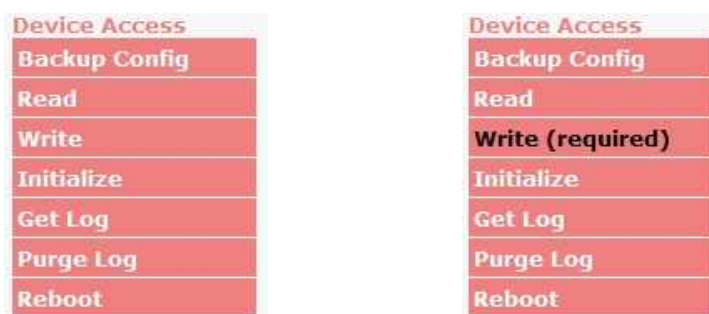 Device Access
Backup Config
Read
Write
Initialize
Get Log
Purge Log
Reboot
Device Access
Backup Config
Read
Write (required)
Initialize
Get Log
Purge Log
Reboot